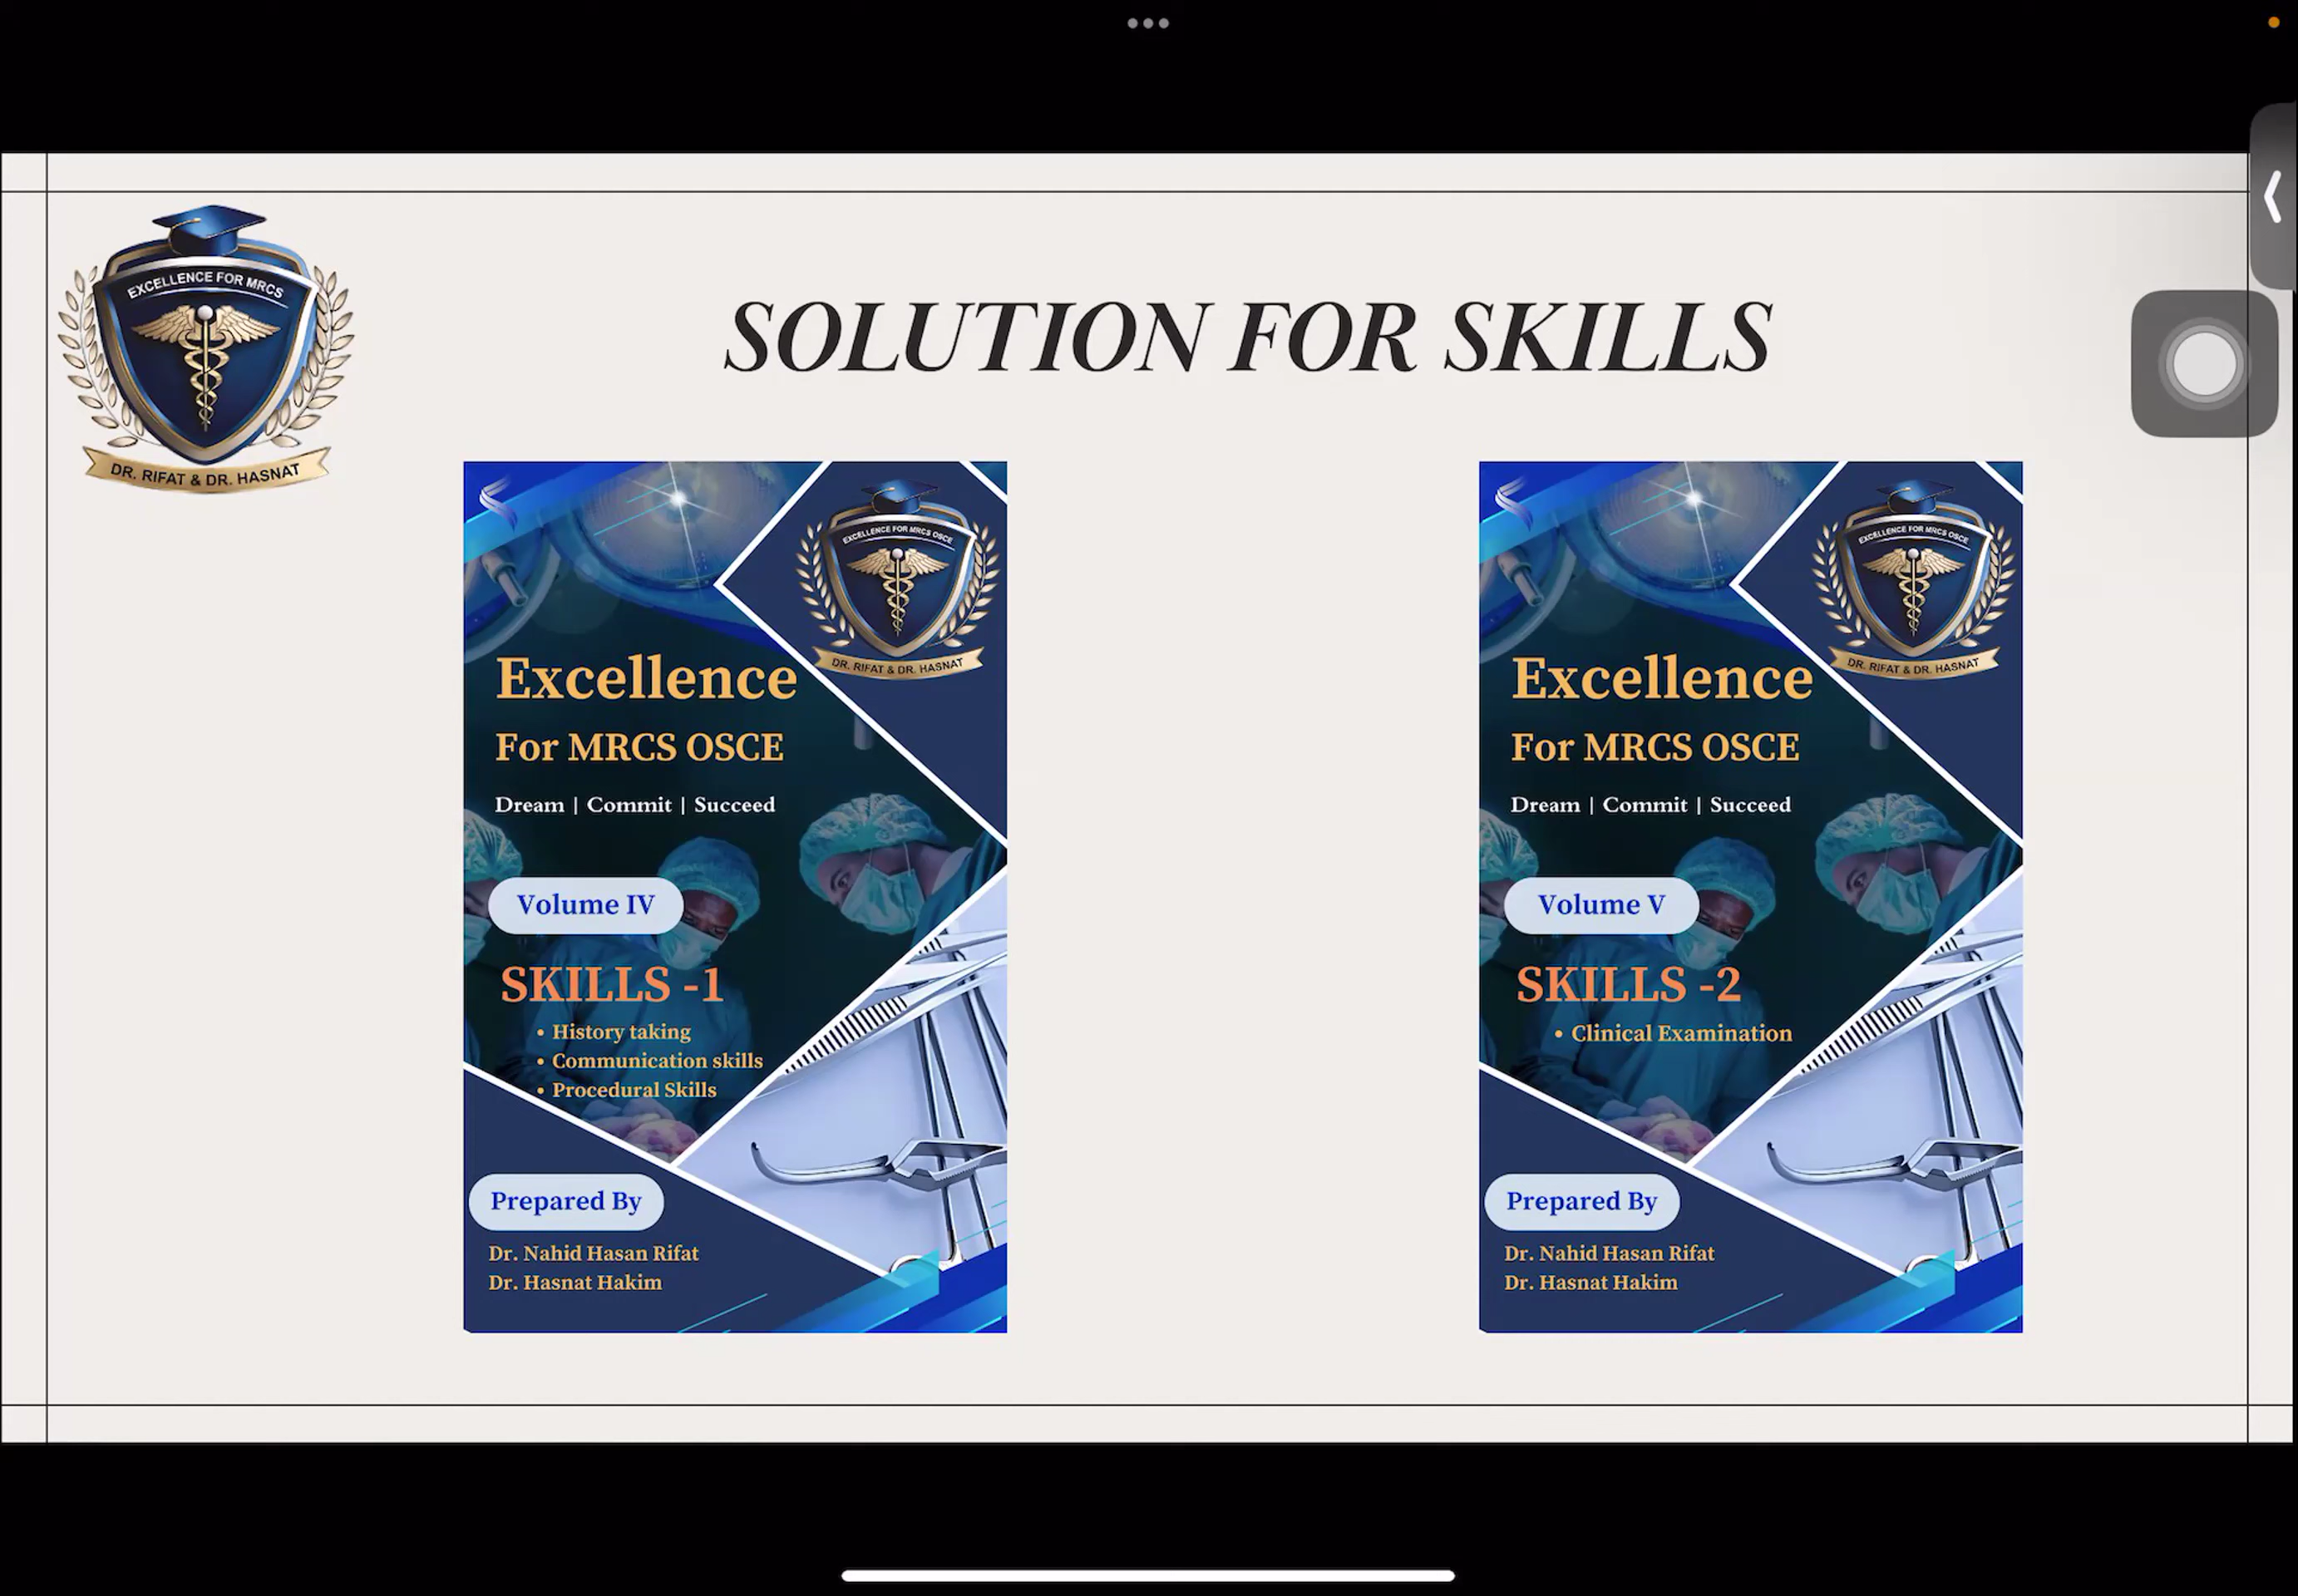 EXCELLENCE FOR MRCS
DR. RIFAT & DR. HASNAT
SOLUTION FOR SKILLS
EXCELLENCE FOR MRCS OSCE
DR. RIFAT & DR. HASNAT
Excellence
For MRCS OSCE
Dream | Commit | Succeed
Volume IV
SKILLS -1
• History taking
• Communication skills
• Procedural Skills
Prepared By
Dr. Nahid Hasan Rifat
Dr. Hasnat Hakim
EXCELLENCE FOR MRCS OSCE
DR. RIFAT & DR. HASNAT
Excellence
For MRCS OSCE
Dream | Commit | Succeed
Volume V
SKILLS -2
• Clinical Examination
Prepared By
Dr. Nahid Hasan Rifat
Dr. Hasnat Hakim